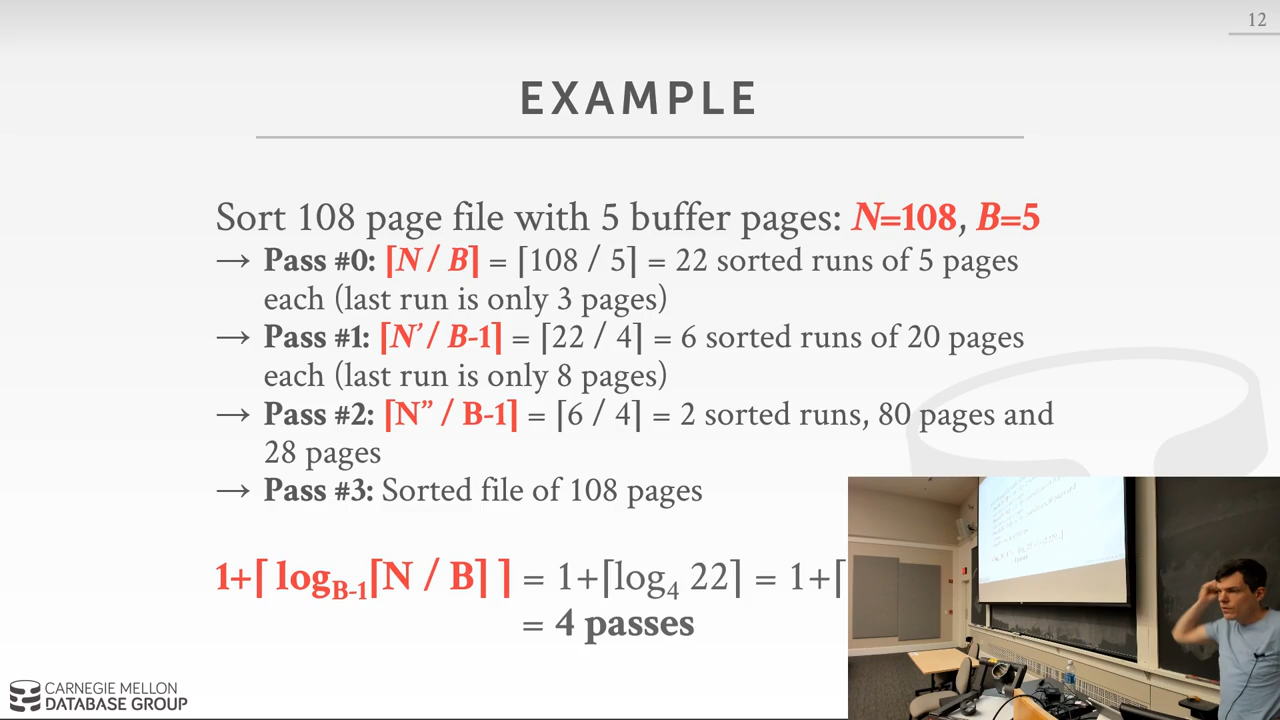 12
EXAMPLE
Sort 108 page file with 5 buffer pages: N=108, B=5
→ Pass #0: ⌈N / B⌉ = ⌈108 / 5⌉ = 22 sorted runs of 5 pages
each (last run is only 3 pages)
→ Pass #1: ⌈N’ / B-1⌉ = ⌈22 / 4⌉ = 6 sorted runs of 20 pages
each (last run is only 8 pages)
→ Pass #2: ⌈N” / B-1⌉ = ⌈6 / 4⌉ = 2 sorted runs, 80 pages and
28 pages
→ Pass #3: Sorted file of 108 pages
1+⌈ log_B-1⌈N / B⌉ ⌉ = 1+⌈log₄ 22⌉ = 1+⌈
= 4 passes
CARNEGIE MELLON
DATABASE GROUP